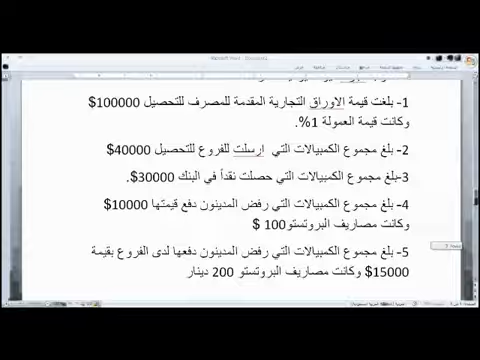 Microsoft Word
1- بلغت قيمة الاوراق التجارية المقدمة للمصرف للتحصيل 100000$
وكانت قيمة العمولة 1%.
2- بلغ مجموع الكمبيالات التي ارسلت للفروع للتحصيل 40000$
3-بلغ مجموع الكمبيالات التي حصلت نقداً في البنك 30000$.
4- بلغ مجموع الكمبيالات التي رفض المدينون دفع قيمتها 10000$
وكانت مصاريف البروتستو100 $
5- بلغ مجموع الكمبيالات التي رفض المدينون دفعها لدى الفروع بقيمة
15000$ وكانت مصاريف البروتستو 200 دينار